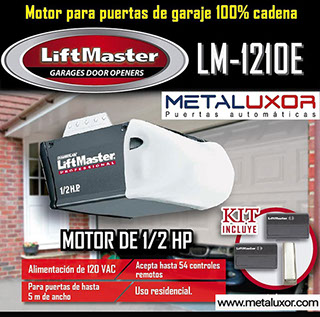 Motor para puertas de garaje 100% cadena
LiftMaster
GARAGES DOOR OPENERS
LM-1210E
METALUXOR
Puertas automáticas
LiftMaster
PROFESSIONAL
1/2 H.P.
KIT
INCLUYE
MOTOR DE 1/2 HP
Alimentación de 120 VAC
Acepta hasta 54 controles
remotos
Para puertas de hasta
5 m de ancho
Uso residencial.
www.metaluxor.com